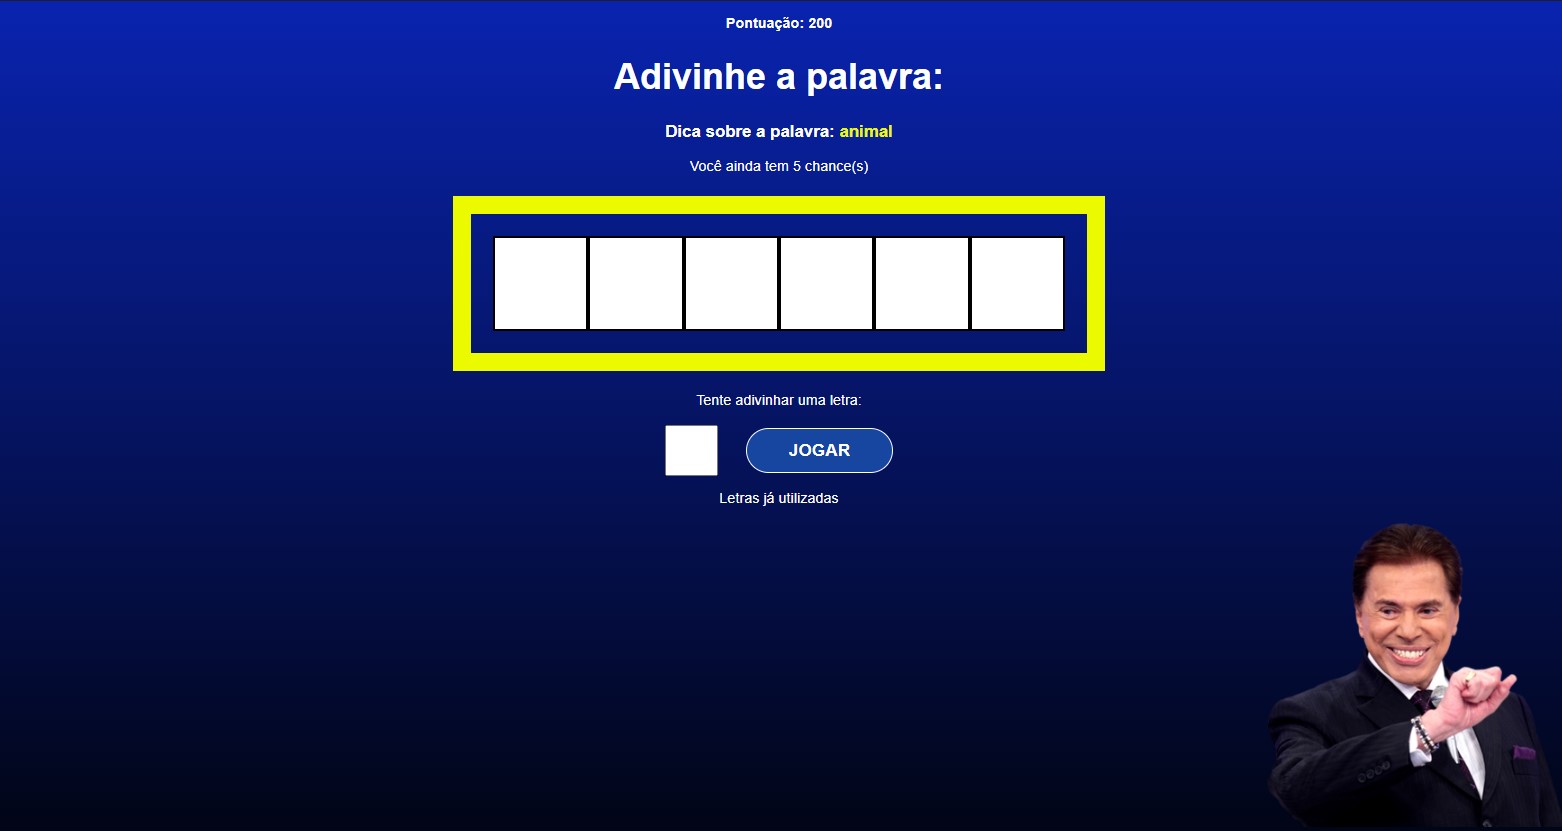 Pontuação: 200
Adivinhe a palavra:
Dica sobre a palavra: animal
Você ainda tem 5 chance(s)
Tente adivinhar uma letra:
JOGAR
Letras já utilizadas